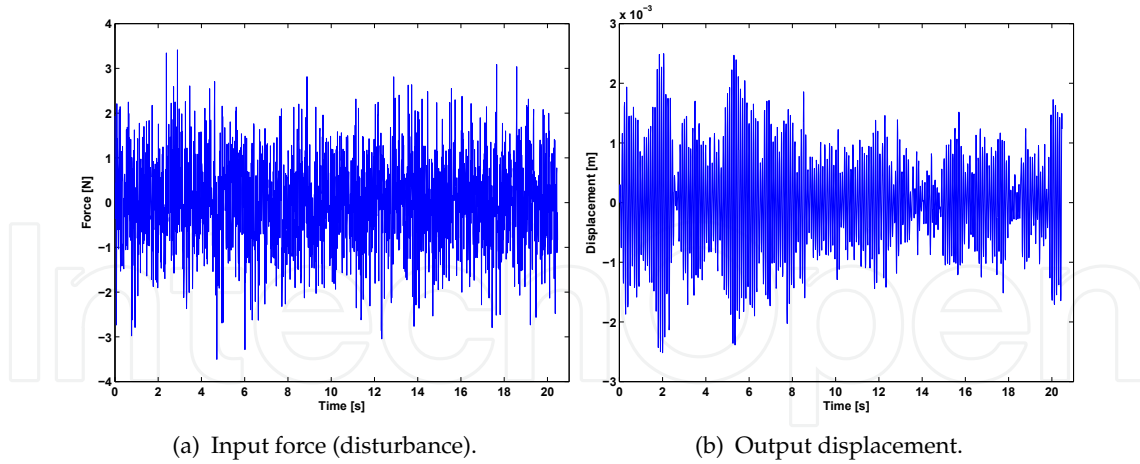 4
3
2
1
0
−1
−2
−3
−4
Force [N]
0 2 4 6 8 10 12 14 16 18 20
Time [s]
x 10⁻³
3
2
1
0
−1
−2
−3
Displacement [m]
0 2 4 6 8 10 12 14 16 18 20
Time [s]
IntechOpen
(a) Input force (disturbance).
(b) Output displacement.